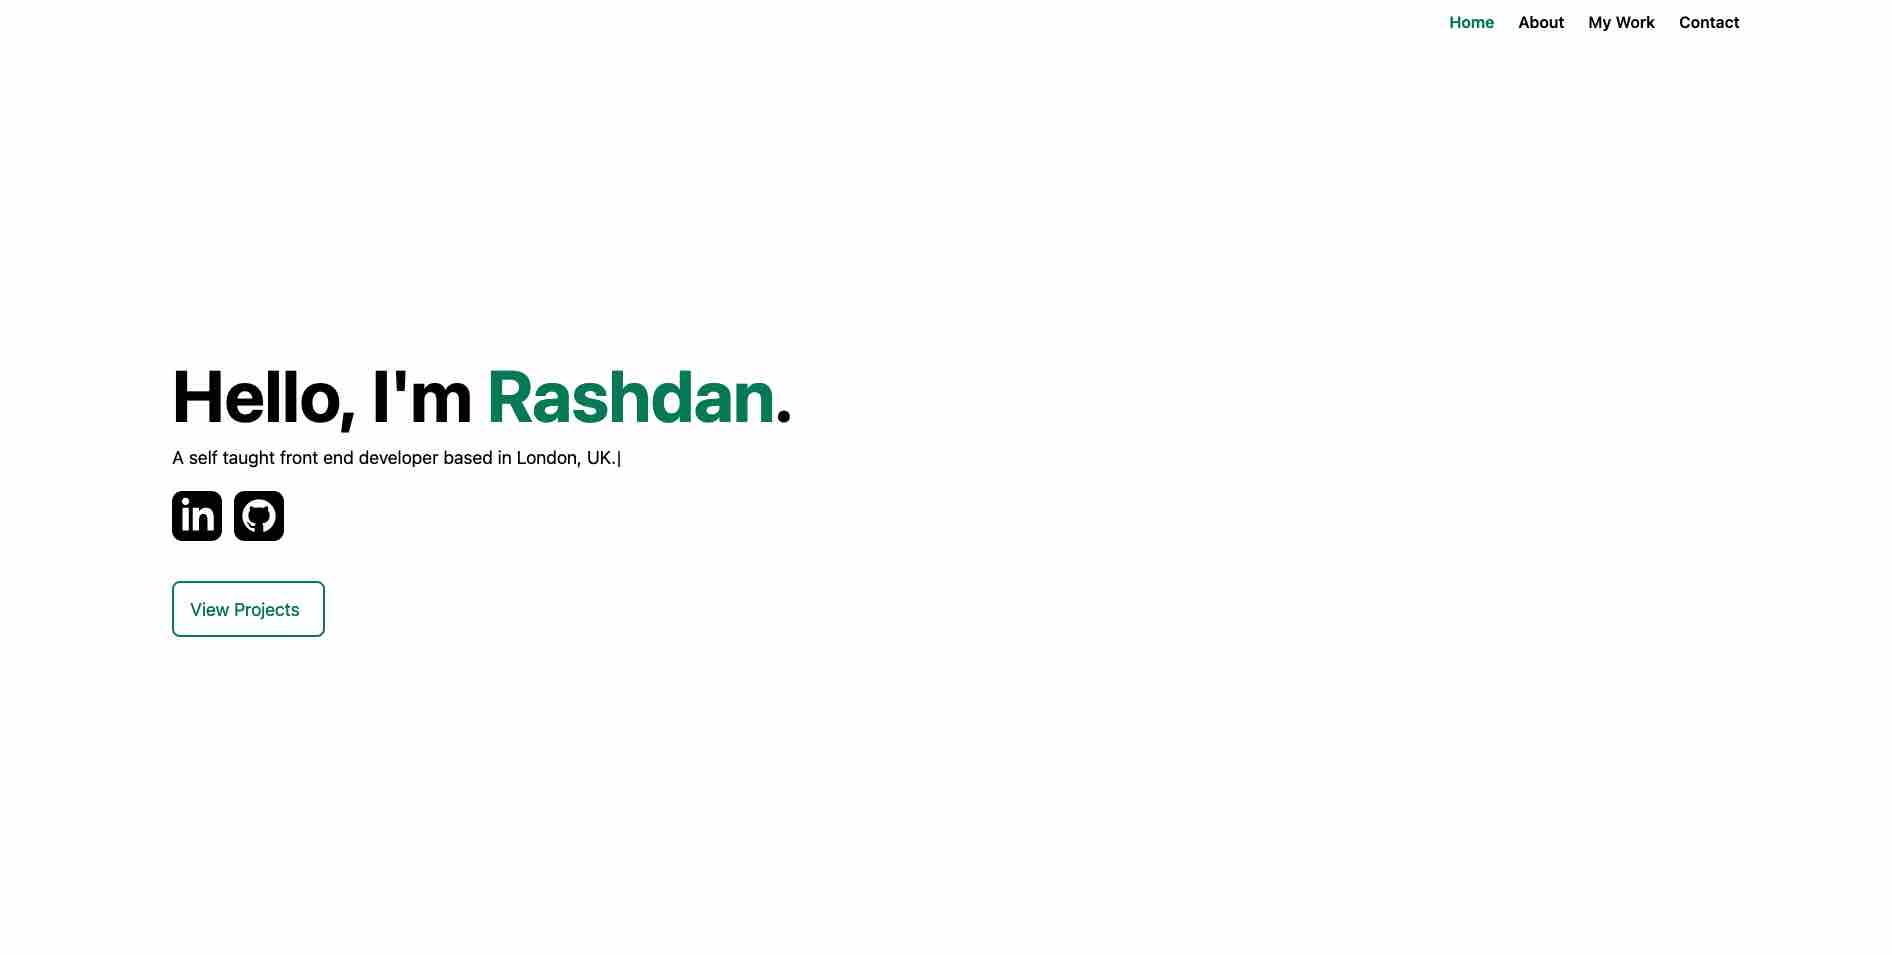 Home About My Work Contact
Hello, I'm Rashdan.
A self taught front end developer based in London, UK.|
in
View Projects